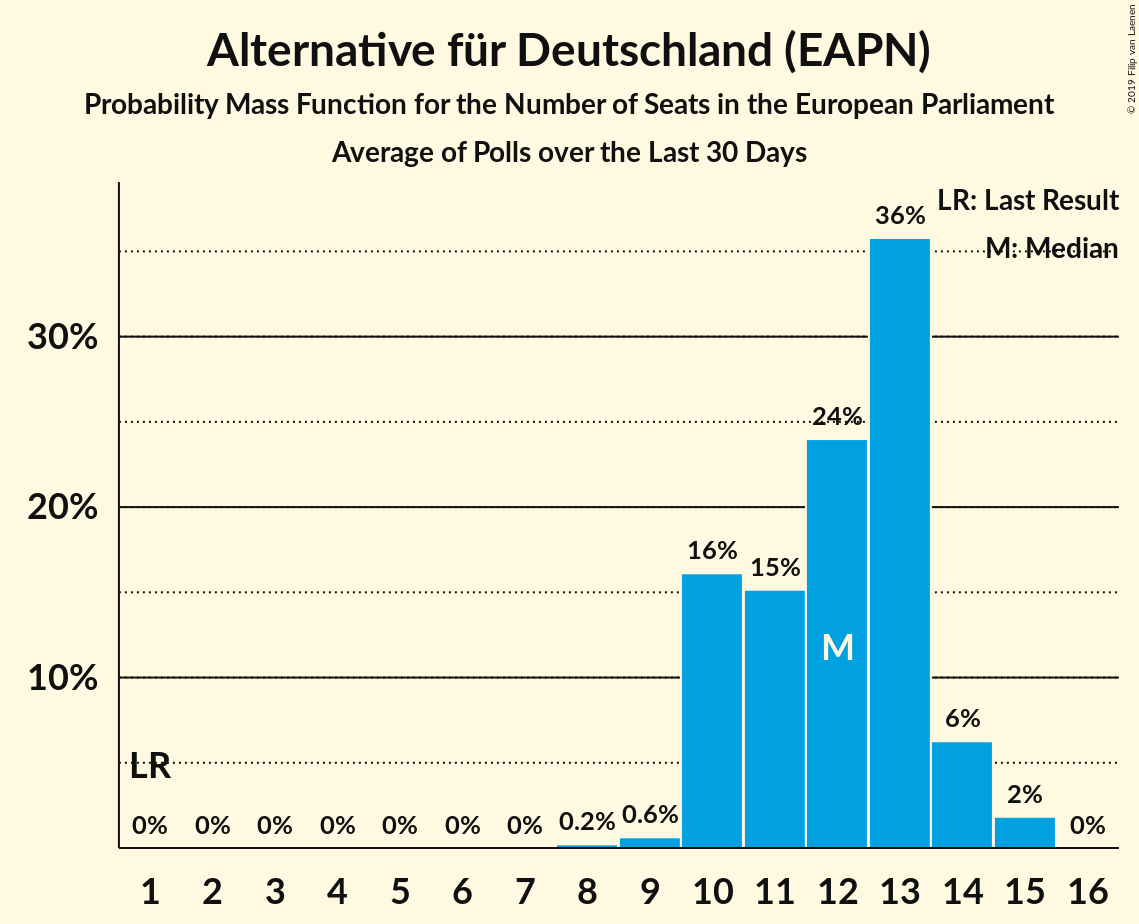 Alternative für Deutschland (EAPN)
Probability Mass Function for the Number of Seats in the European Parliament
Average of Polls over the Last 30 Days
© 2019 Filip van Laenen
LR: Last Result
M: Median
36%
30%
24%
20%
16%
15%
M
10%
6%
LR
2%
0% 0% 0% 0% 0% 0% 0% 0.2% 0.6% 0%
1 2 3 4 5 6 7 8 9 10 11 12 13 14 15 16